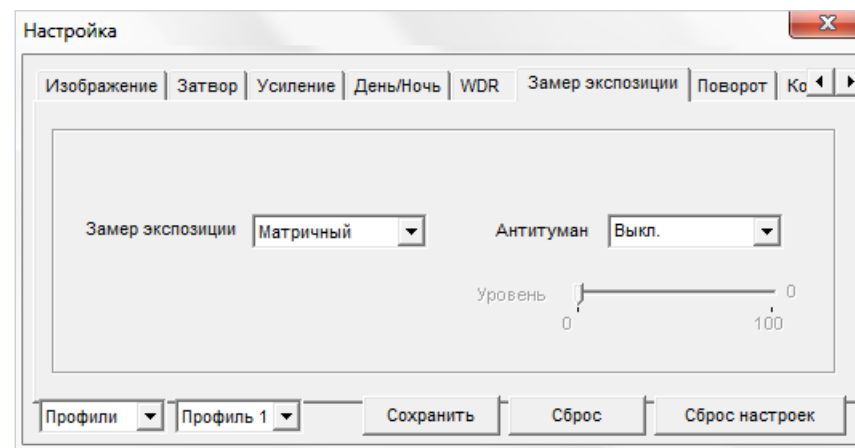 Настройка
Изображение Затвор Усиление День/Ночь WDR Замер экспозиции Поворот Ко
Замер экспозиции Матричный Антитуман Выкл.
Уровень 0
0 100
Профили Профиль 1 Сохранить Сброс Сброс настроек